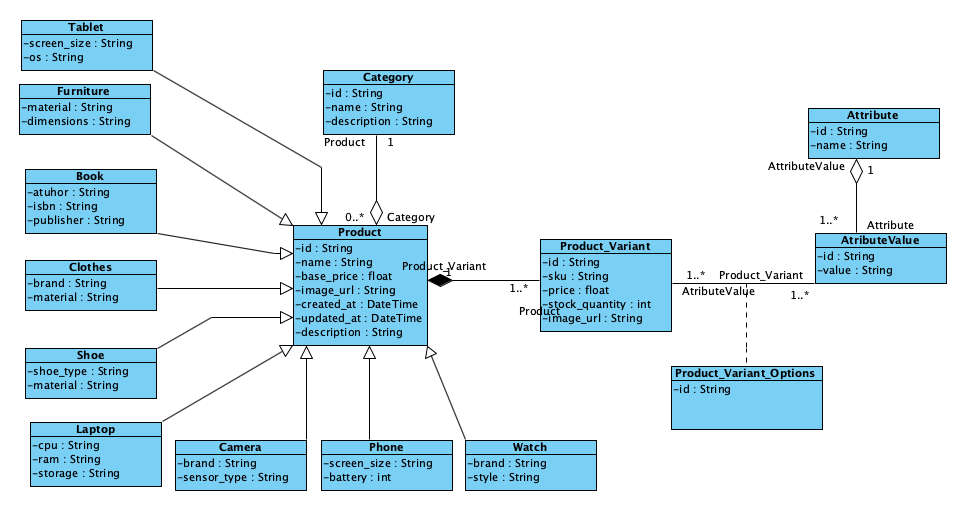 Tablet
-screen_size : String
-os : String
Furniture
-material : String
-dimensions : String
Book
-atuhor : String
-isbn : String
-publisher : String
Clothes
-brand : String
-material : String
Shoe
-shoe_type : String
-material : String
Laptop
-cpu : String
-ram : String
-storage : String
Camera
-brand : String
-sensor_type : String
Phone
-screen_size : String
-battery : int
Watch
-brand : String
-style : String
Category
-id : String
-name : String
-description : String
Product 1
0..* Category
Product
-id : String
-name : String
-base_price : float
-image_url : String
-created_at : DateTime
-updated_at : DateTime
-description : String
Product_Variant
1
1..*
Product
Product_Variant
-id : String
-sku : String
-price : float
-stock_quantity : int
-image_url : String
1..* Product_Variant
AtributeValue 1..*
Product_Variant_Options
-id : String
Attribute
-id : String
-name : String
AttributeValue 1
1..* Attribute
AtributeValue
-id : String
-value : String